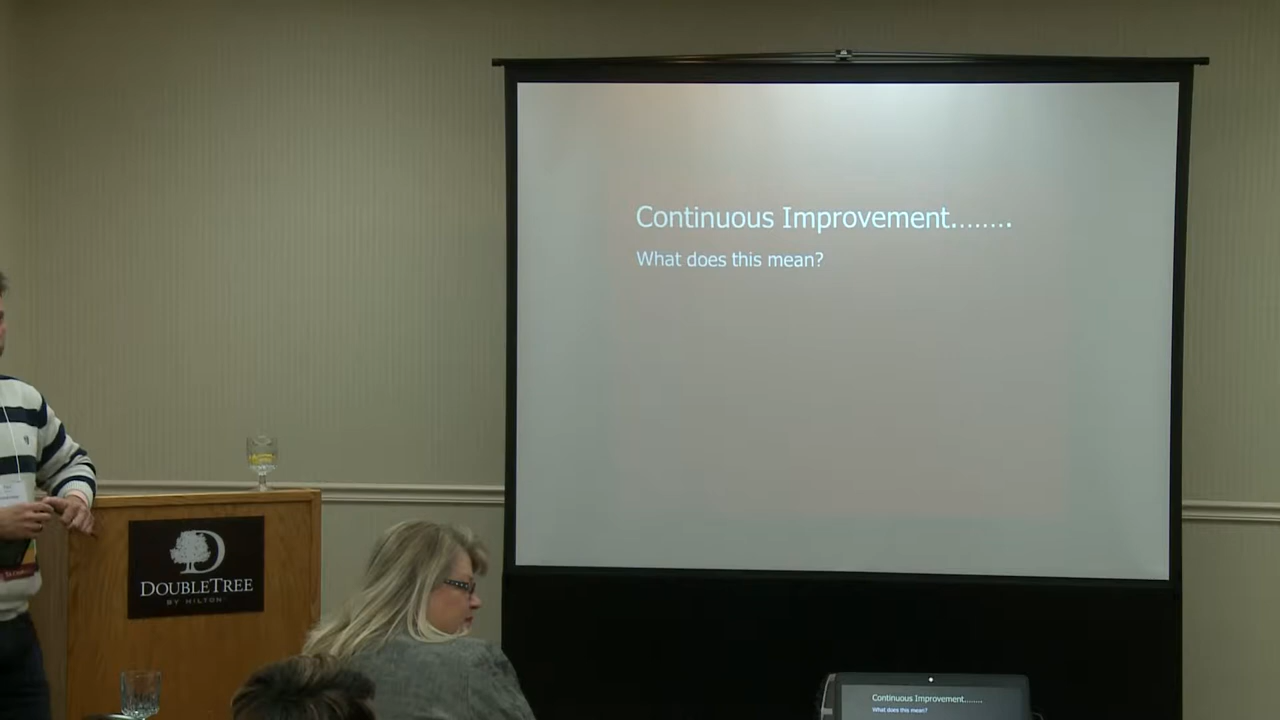 Continuous Improvement........
What does this mean?
DOUBLETREE
BY HILTON
Continuous Improvement........
What does this mean?